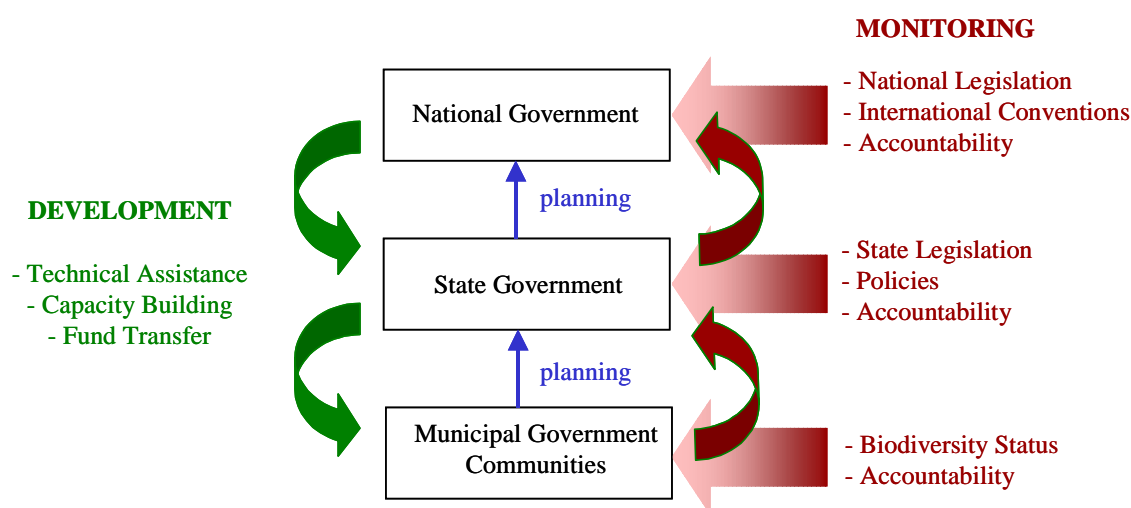 MONITORING
- National Legislation
- International Conventions
- Accountability
National Government
planning
DEVELOPMENT
- Technical Assistance
- Capacity Building
- Fund Transfer
State Government
- State Legislation
- Policies
- Accountability
planning
Municipal Government
Communities
- Biodiversity Status
- Accountability